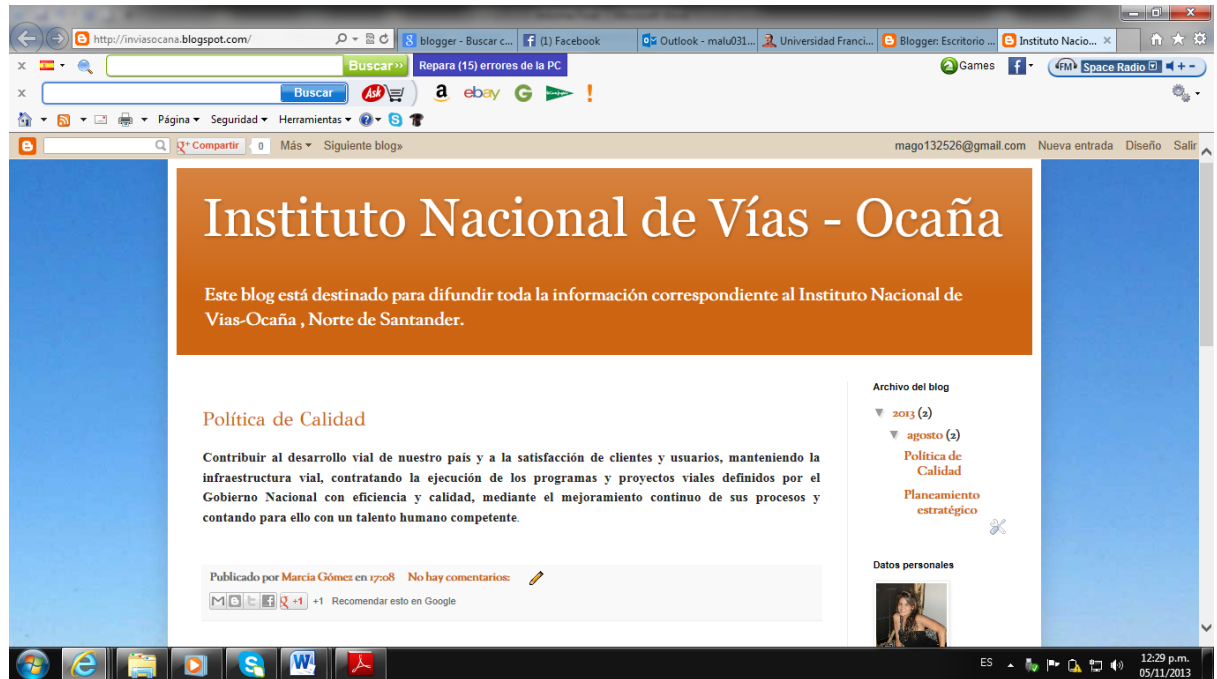 http://inviasocana.blogspot.com/
blogger - Buscar c...
(1) Facebook
Outlook - malu031...
Universidad Franci...
Blogger: Escritorio ...
Instituto Nacio...
Buscar
Repara (15) errores de la PC
Games
FM
Space Radio
Buscar
Ask
a
ebay
G
!
Página
Seguridad
Herramientas
Compartir
0
Más
Siguiente blog»
mago132526@gmail.com
Nueva entrada
Diseño
Salir
Instituto Nacional de Vías - Ocaña
Este blog está destinado para difundir toda la información correspondiente al Instituto Nacional de
Vias-Ocaña , Norte de Santander.
Política de Calidad
Contribuir al desarrollo vial de nuestro país y a la satisfacción de clientes y usuarios, manteniendo la
infraestructura vial, contratando la ejecución de los programas y proyectos viales definidos por el
Gobierno Nacional con eficiencia y calidad, mediante el mejoramiento continuo de sus procesos y
contando para ello con un talento humano competente.
Publicado por Marcia Gómez en 17:08 No hay comentarios:
+1 +1 Recomendar esto en Google
Archivo del blog
▼ 2013 (2)
▼ agosto (2)
Política de
Calidad
Planeamiento
estratégico
Datos personales
ES
12:29 p.m.
05/11/2013